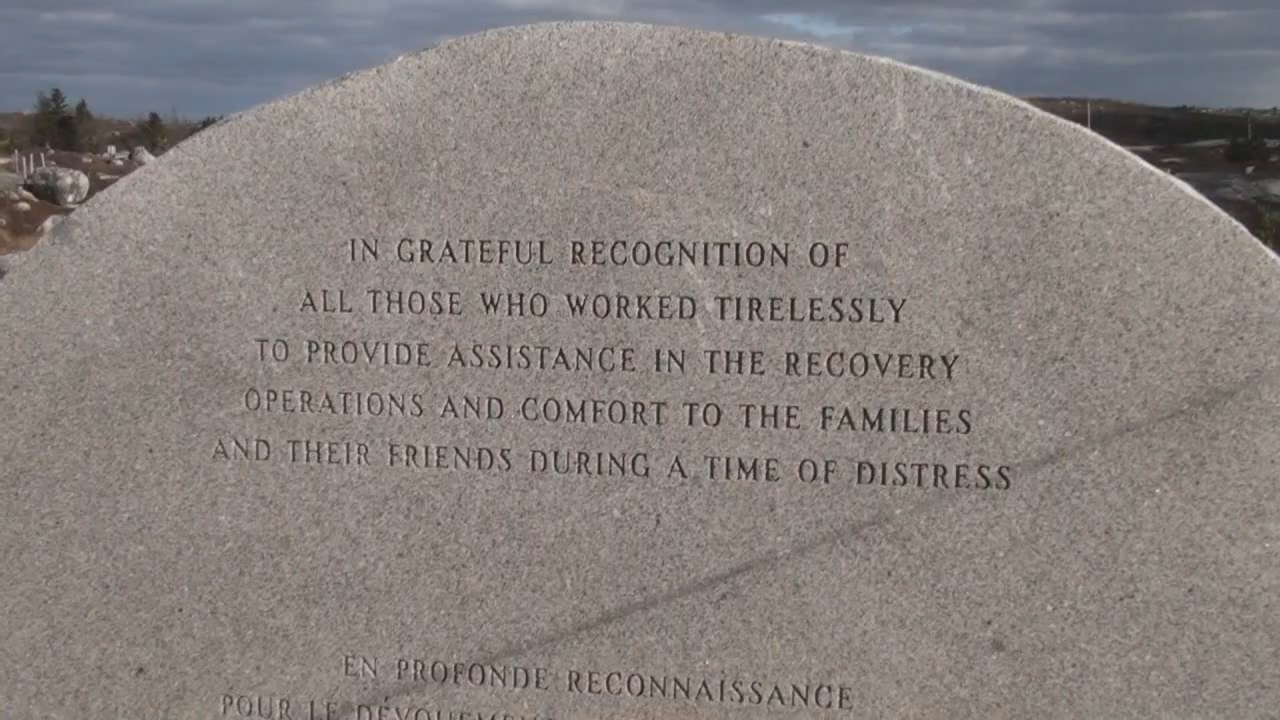 IN GRATEFUL RECOGNITION OF
ALL THOSE WHO WORKED TIRELESSLY
TO PROVIDE ASSISTANCE IN THE RECOVERY
OPERATIONS AND COMFORT TO THE FAMILIES
AND THEIR FRIENDS DURING A TIME OF DISTRESS
EN PROFONDE RECONNAISSANCE
POUR LE